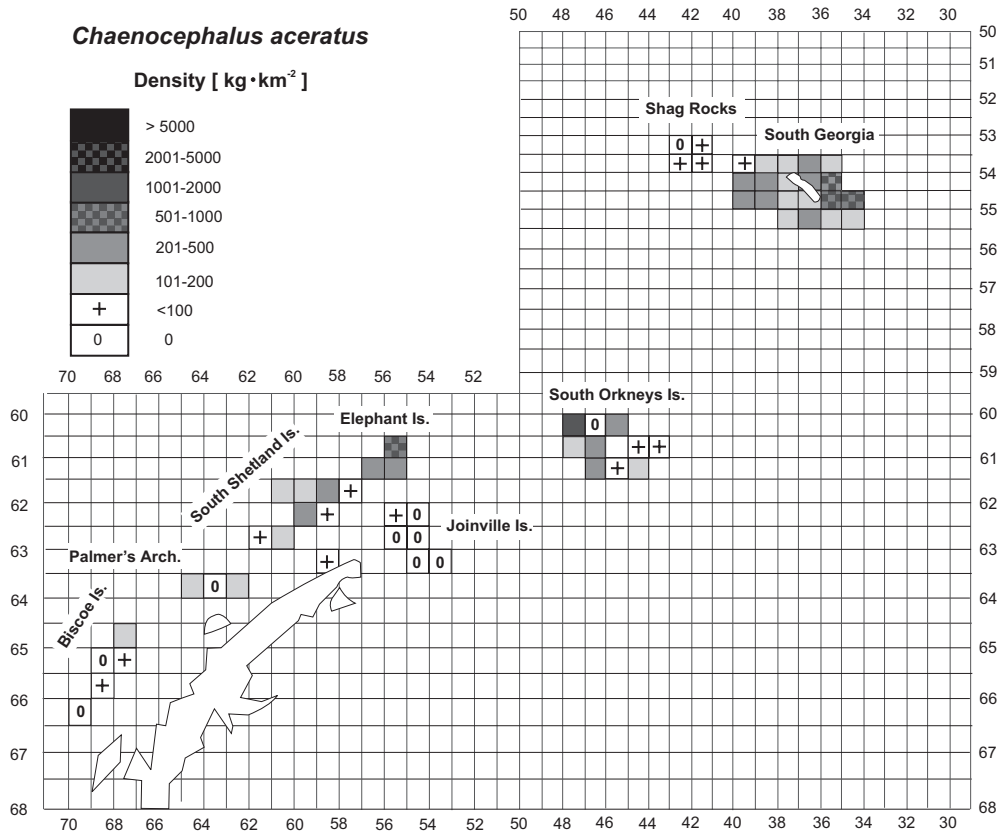 50 48 46 44 42 40 38 36 34 32 30
Chaenocephalus aceratus
Density [ kg·km-2 ]
> 5000
2001-5000
1001-2000
501-1000
201-500
101-200
+ <100
0 0
50
51
52
53
54
55
56
57
58
59
60
61
62
63
64
65
66
67
68
Shag Rocks
South Georgia
0 +
+ + +
70 68 66 64 62 60 58 56 54 52
60
61
62
63
64
65
66
67
68
South Orkneys Is.
0
+ +
+
Elephant Is.
South Shetland Is.
+
+ + 0
+ 0 0
Joinville Is.
+ 0 0
Palmer's Arch.
0
Biscoe Is.
0 +
+
0
70 68 66 64 62 60 58 56 54 52 50 48 46 44 42 40 38 36 34 32 30